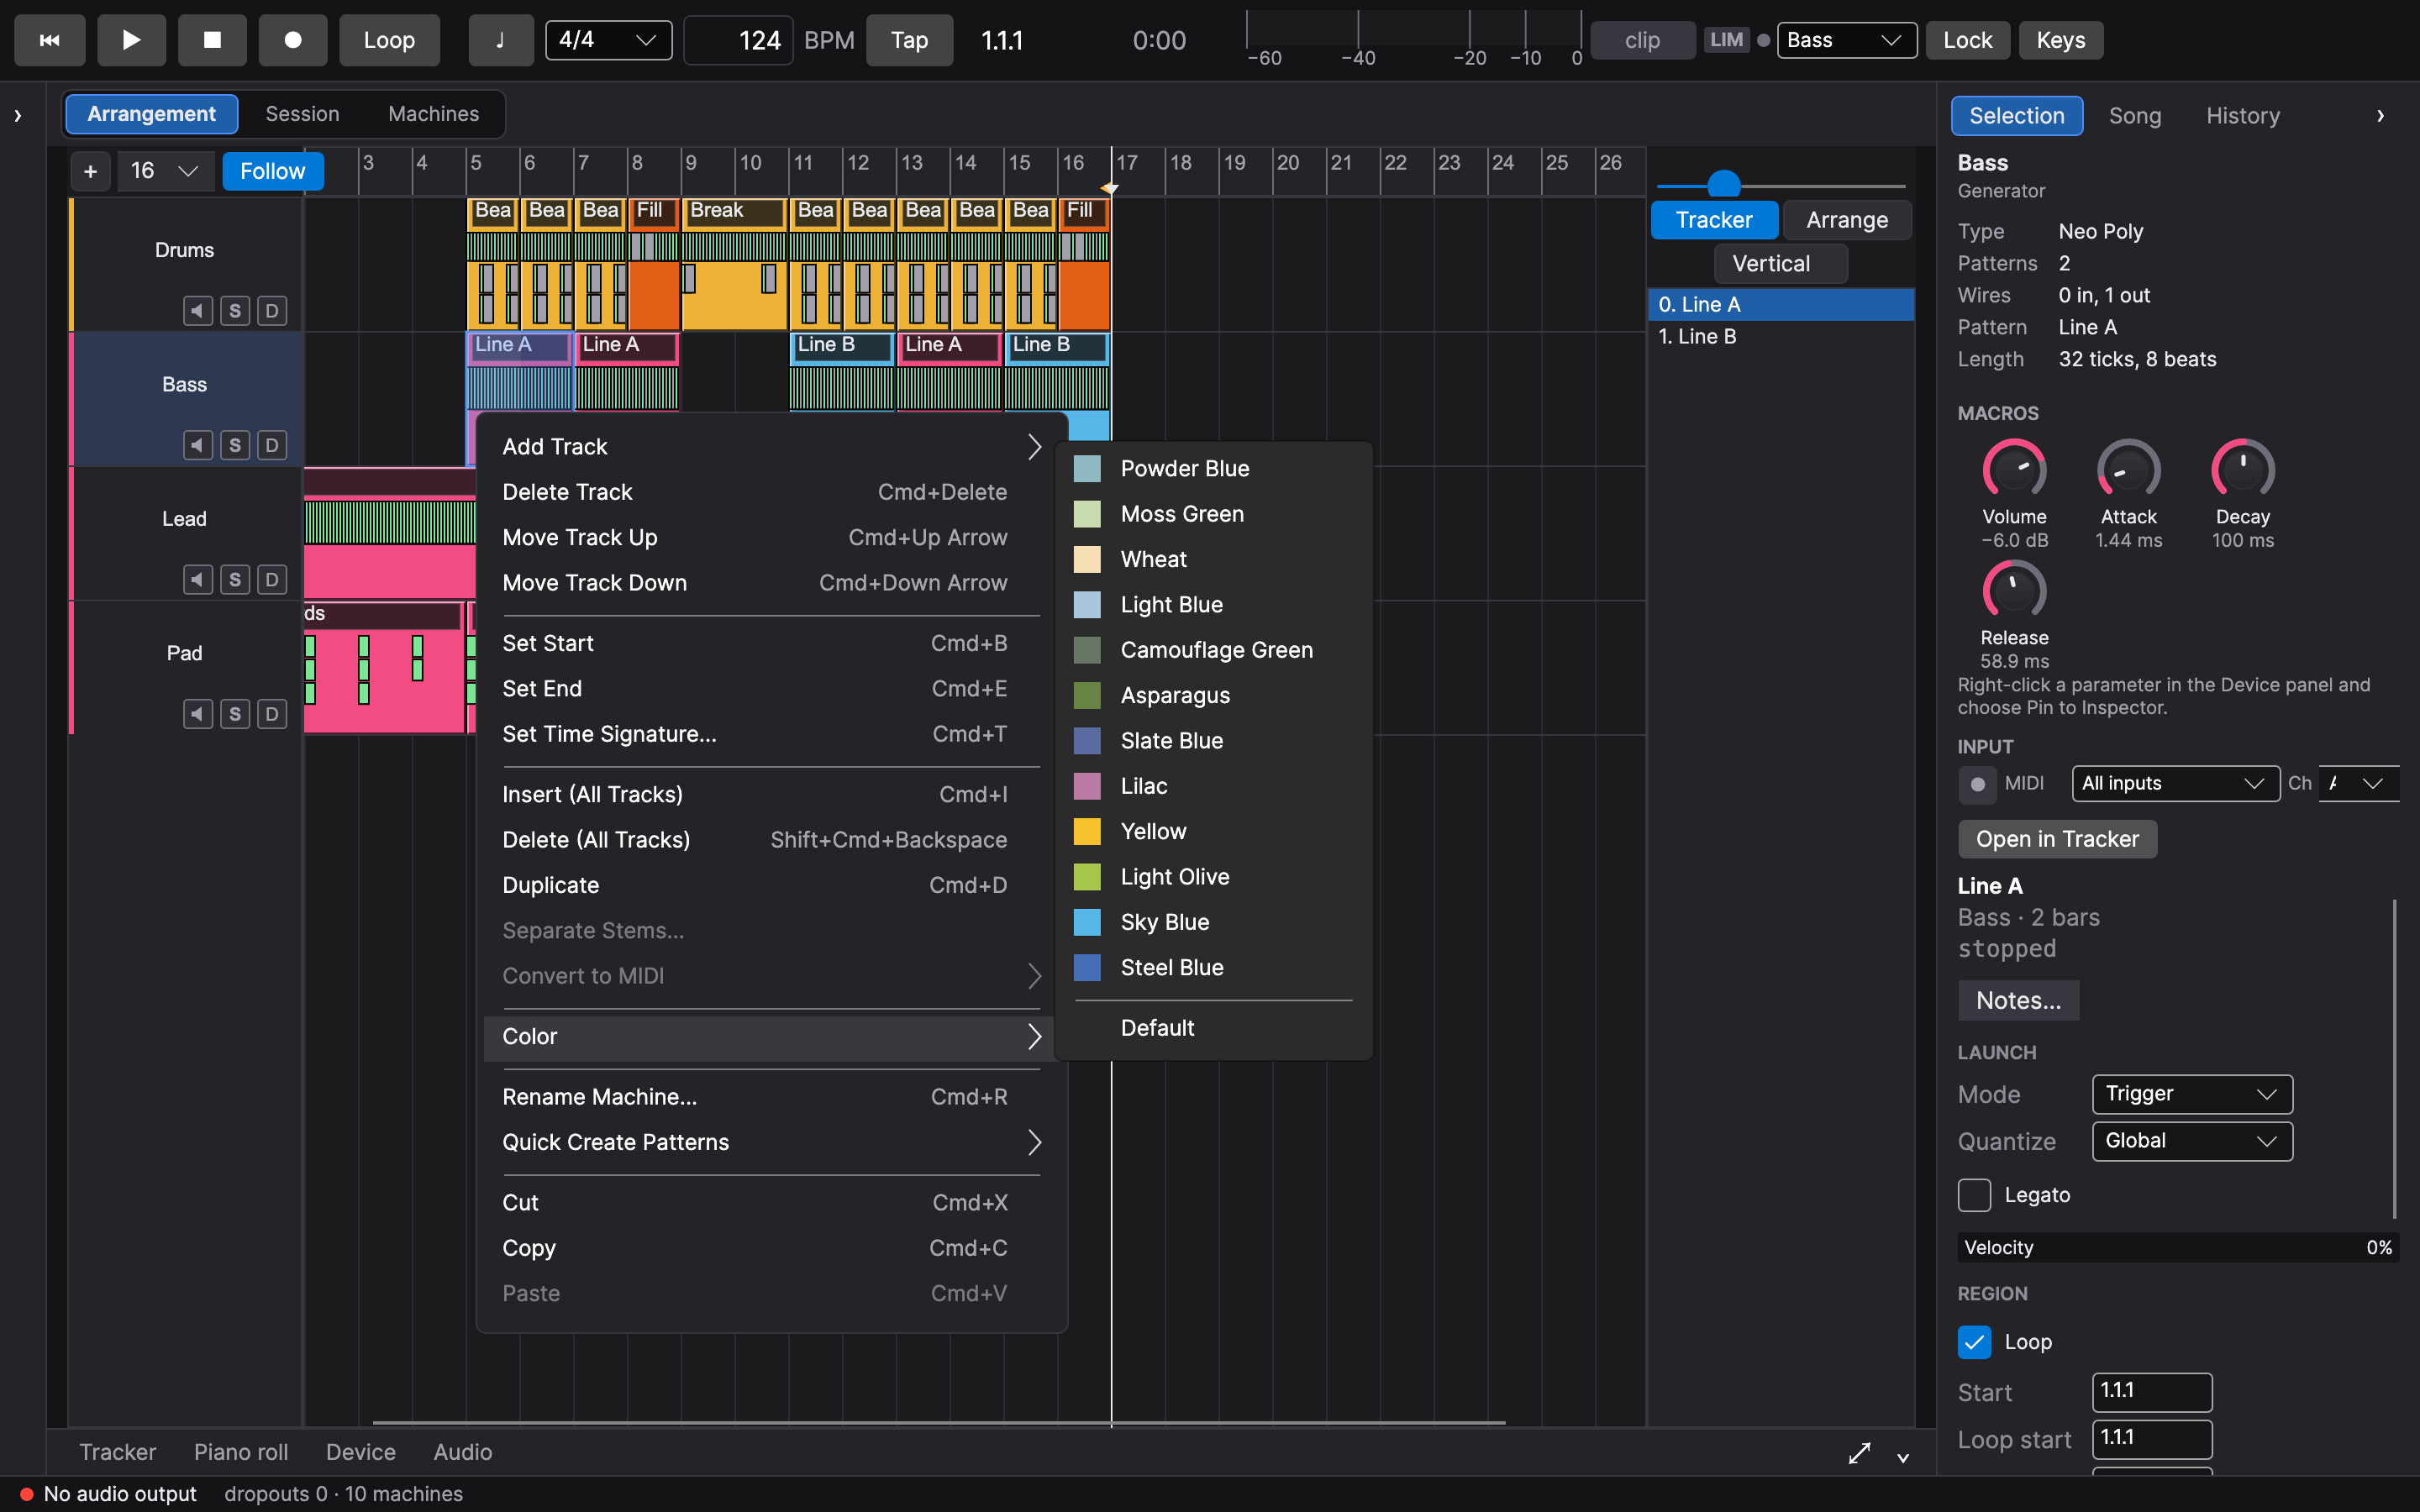 Loop
4/4
124 BPM
Tap
1.1.1
0:00
-60 -40 -20 -10 0
clip
LIM
Bass
Lock
Keys
Arrangement
Session
Machines
Selection
Song
History
+
16
Follow
3 4 5 6 7 8 9 10 11 12 13 14 15 16 17 18 19 20 21 22 23 24 25 26
Drums
S D
Bea Bea Bea Fill Break Bea Bea Bea Bea Bea Fill
Bass
S D
Line A Line A Line B Line A Line B
Lead
S D
Pad
S D
ds
Add Track
Delete Track Cmd+Delete
Move Track Up Cmd+Up Arrow
Move Track Down Cmd+Down Arrow
Set Start Cmd+B
Set End Cmd+E
Set Time Signature... Cmd+T
Insert (All Tracks) Cmd+I
Delete (All Tracks) Shift+Cmd+Backspace
Duplicate Cmd+D
Separate Stems...
Convert to MIDI
Color
Rename Machine... Cmd+R
Quick Create Patterns
Cut Cmd+X
Copy Cmd+C
Paste Cmd+V
Powder Blue
Moss Green
Wheat
Light Blue
Camouflage Green
Asparagus
Slate Blue
Lilac
Yellow
Light Olive
Sky Blue
Steel Blue
Default
Tracker
Arrange
Vertical
0. Line A
1. Line B
Bass
Generator
Type Neo Poly
Patterns 2
Wires 0 in, 1 out
Pattern Line A
Length 32 ticks, 8 beats
MACROS
Volume Attack Decay
−6.0 dB 1.44 ms 100 ms
Release
58.9 ms
Right-click a parameter in the Device panel and
choose Pin to Inspector.
INPUT
MIDI All inputs Ch
Open in Tracker
Line A
Bass · 2 bars
stopped
Notes...
LAUNCH
Mode Trigger
Quantize Global
Legato
Velocity 0%
REGION
Loop
Start 1.1.1
Loop start 1.1.1
Tracker
Piano roll
Device
Audio
No audio output
dropouts 0 · 10 machines